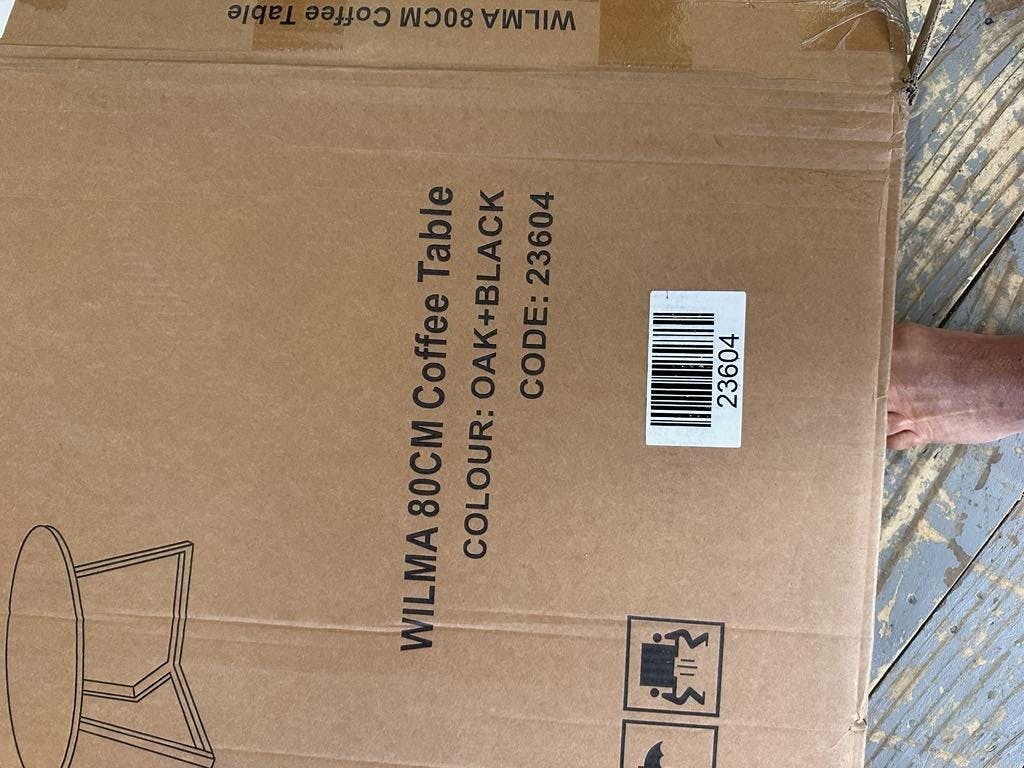 WILMA 80CM Coffee Table
WILMA 80CM Coffee Table
COLOUR: OAK+BLACK
CODE: 23604
23604